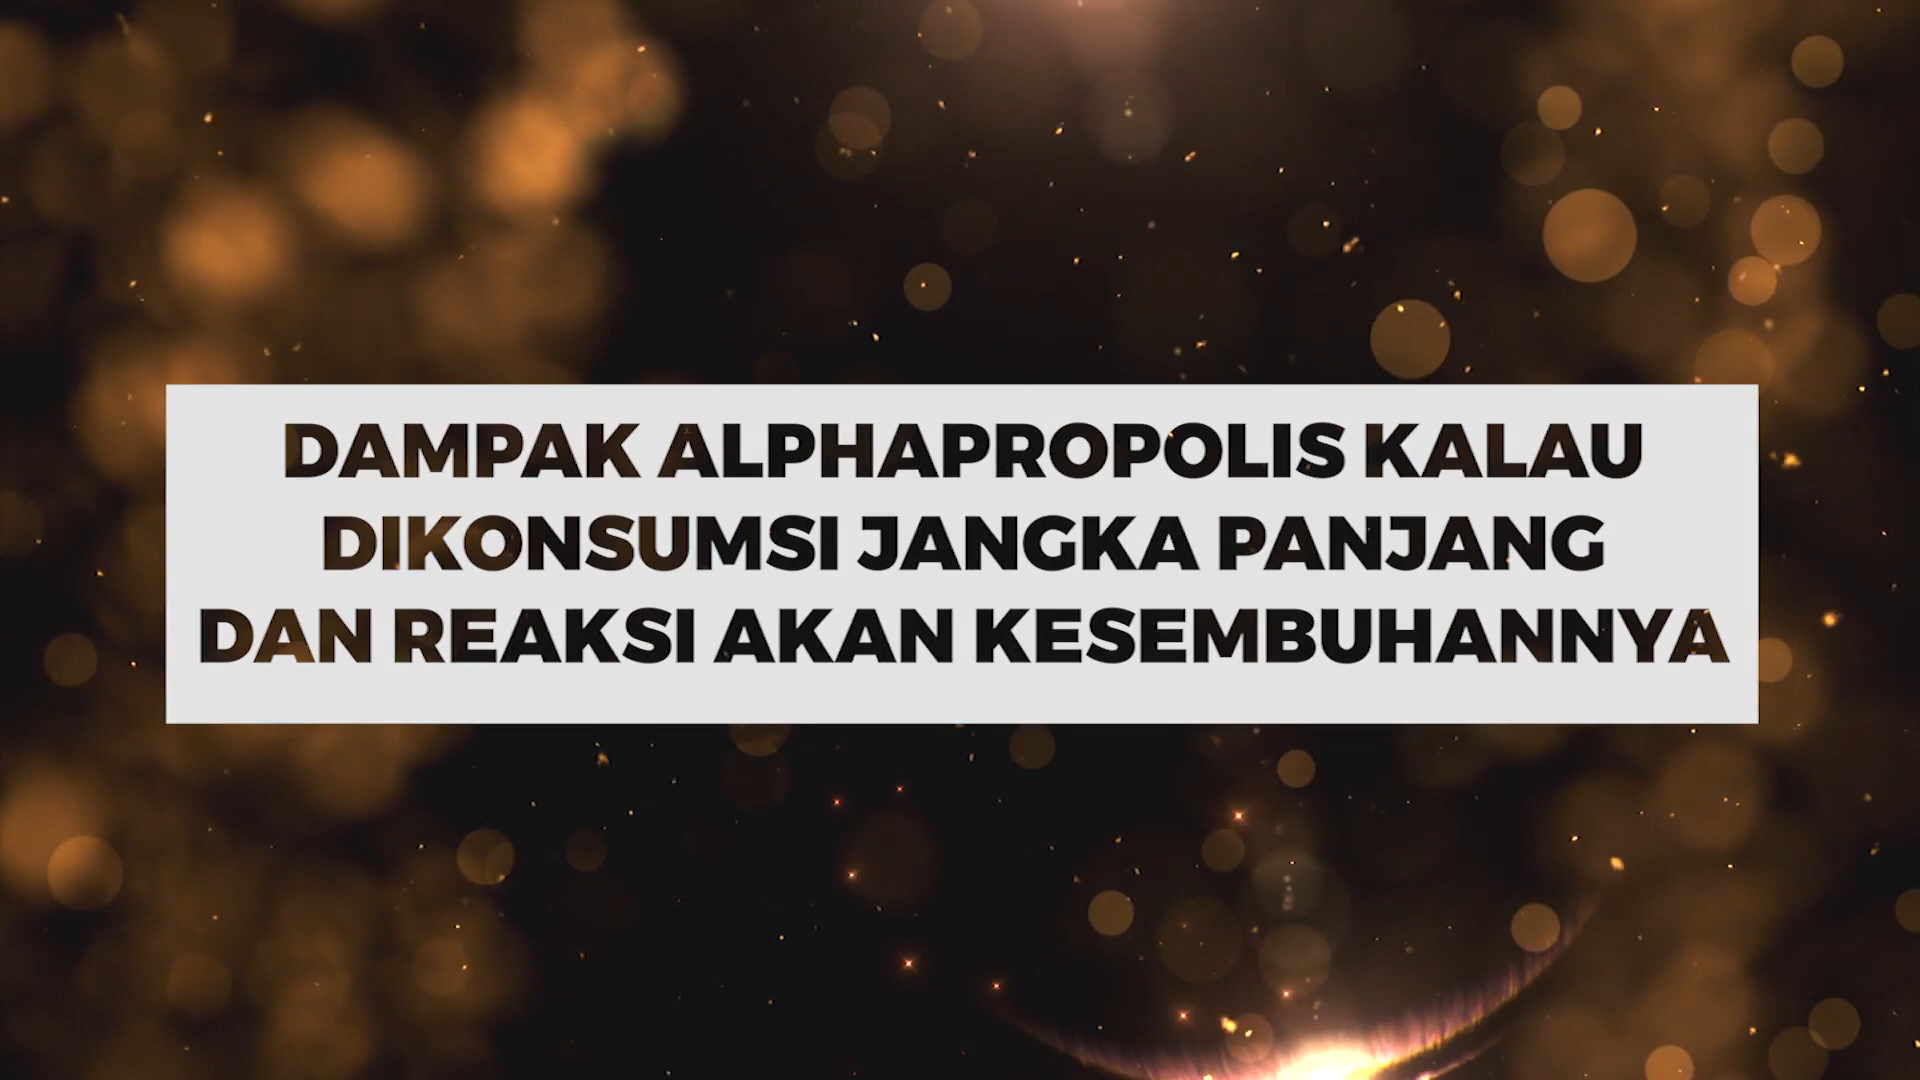 DAMPAK ALPHAPROPOLIS KALAU
DIKONSUMSI JANGKA PANJANG
DAN REAKSI AKAN KESEMBUHANNYA